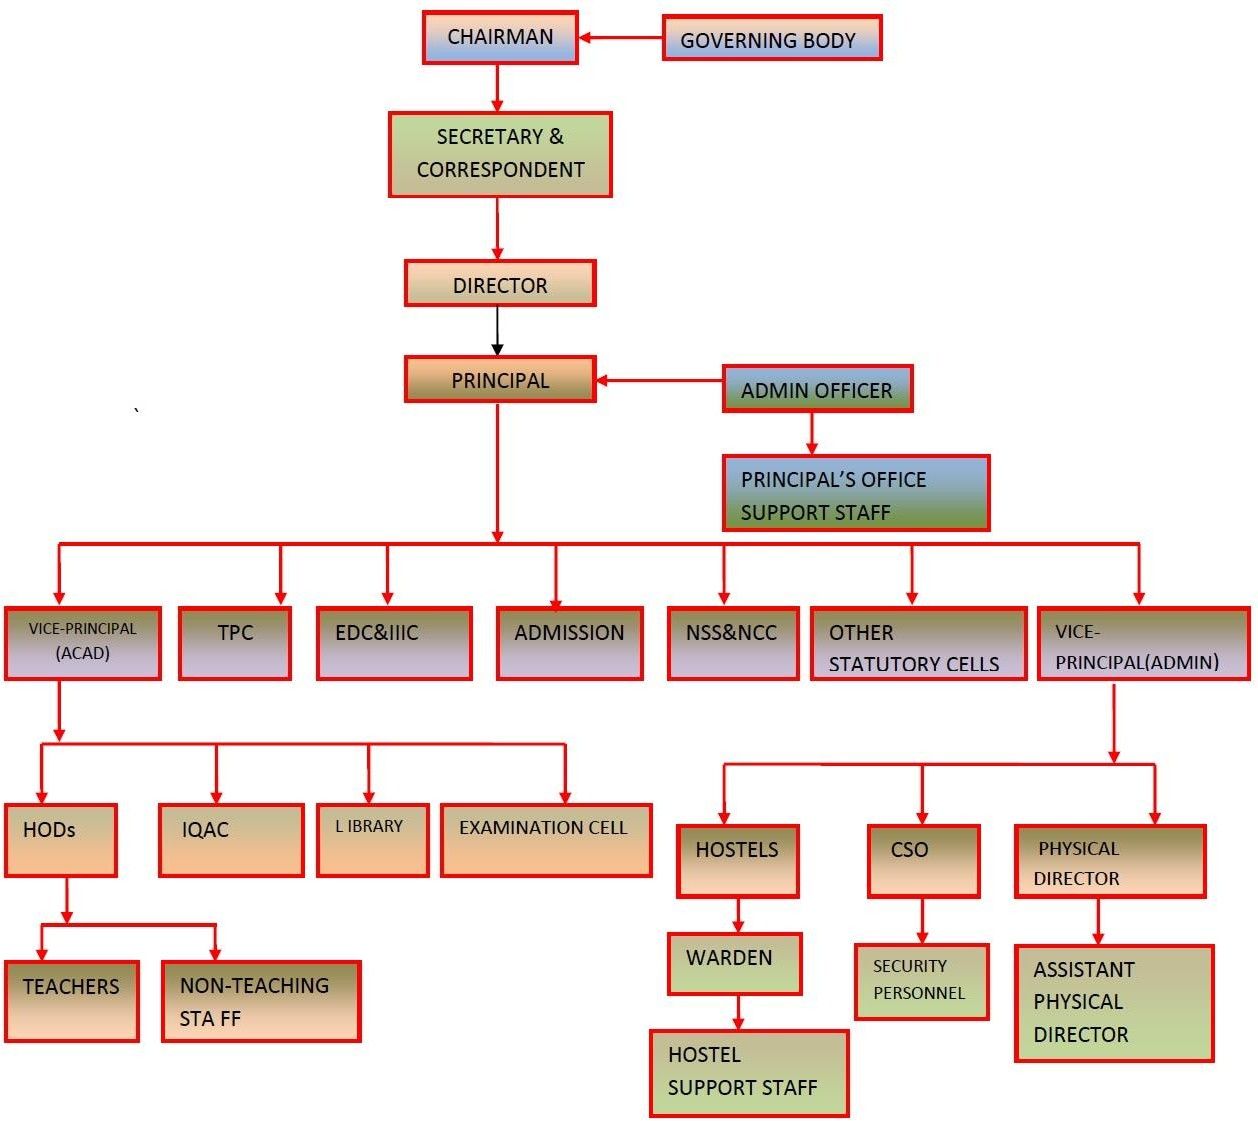 CHAIRMAN
GOVERNING BODY
SECRETARY &
CORRESPONDENT
DIRECTOR
PRINCIPAL
ADMIN OFFICER
`
PRINCIPAL’S OFFICE
SUPPORT STAFF
VICE-PRINCIPAL
(ACAD)
TPC
EDC&IIIC
ADMISSION
NSS&NCC
OTHER
STATUTORY CELLS
VICE-
PRINCIPAL(ADMIN)
HODs
IQAC
L IBRARY
EXAMINATION CELL
HOSTELS
CSO
PHYSICAL
DIRECTOR
TEACHERS
NON-TEACHING
STA FF
WARDEN
SECURITY
PERSONNEL
ASSISTANT
PHYSICAL
DIRECTOR
HOSTEL
SUPPORT STAFF